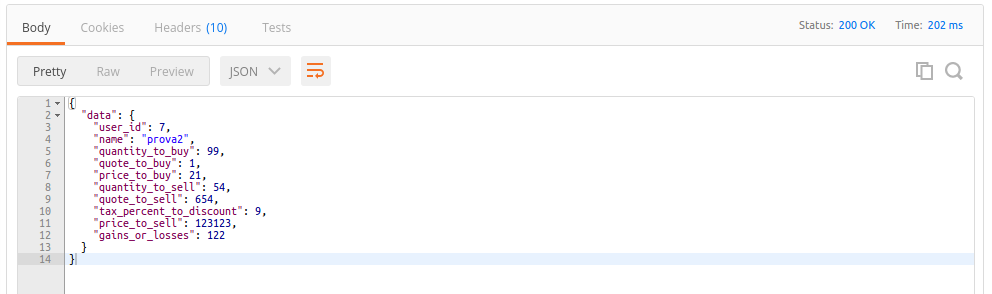 Body Cookies Headers (10) Tests Status: 200 OK Time: 202 ms
Pretty Raw Preview JSON
1 {
2 "data": {
3 "user_id": 7,
4 "name": "prova2",
5 "quantity_to_buy": 99,
6 "quote_to_buy": 1,
7 "price_to_buy": 21,
8 "quantity_to_sell": 54,
9 "quote_to_sell": 654,
10 "tax_percent_to_discount": 9,
11 "price_to_sell": 123123,
12 "gains_or_losses": 122
13 }
14 }